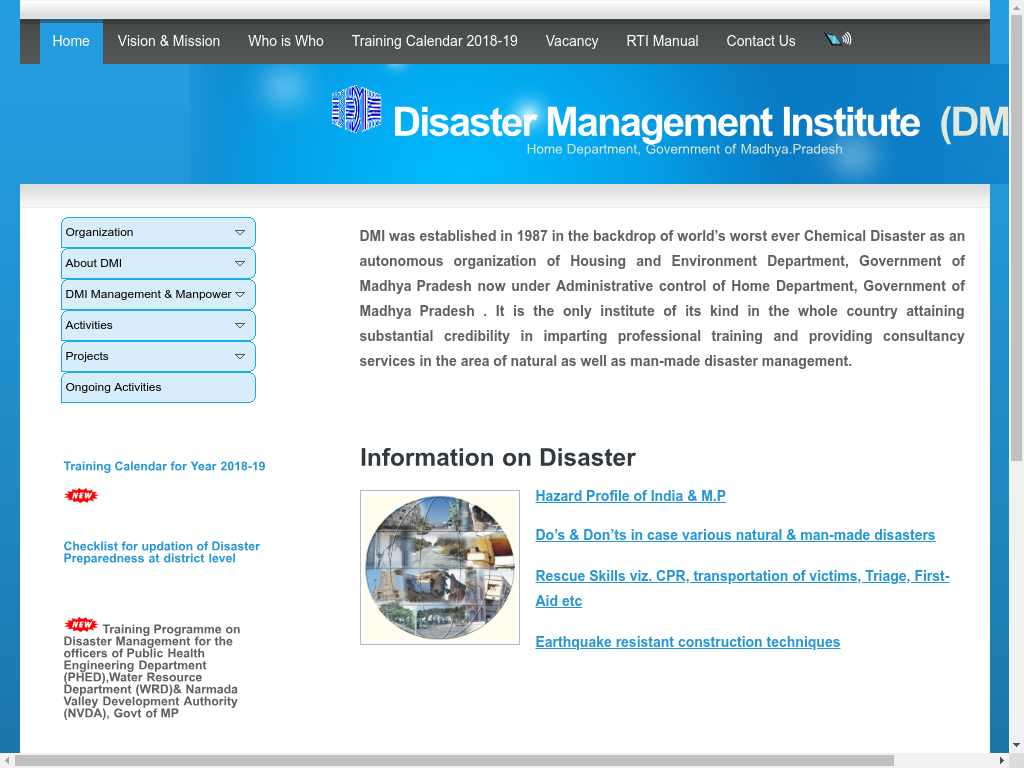 Home Vision & Mission Who is Who Training Calendar 2018-19 Vacancy RTI Manual Contact Us
Disaster Management Institute (DM
Home Department, Government of Madhya.Pradesh
Organization
About DMI
DMI Management & Manpower
Activities
Projects
Ongoing Activities
Training Calendar for Year 2018-19
NEW
Checklist for updation of Disaster
Preparedness at district level
NEW Training Programme on
Disaster Management for the
officers of Public Health
Engineering Department
(PHED),Water Resource
Department (WRD)& Narmada
Valley Development Authority
(NVDA), Govt of MP
DMI was established in 1987 in the backdrop of world’s worst ever Chemical Disaster as an
autonomous organization of Housing and Environment Department, Government of
Madhya Pradesh now under Administrative control of Home Department, Government of
Madhya Pradesh . It is the only institute of its kind in the whole country attaining
substantial credibility in imparting professional training and providing consultancy
services in the area of natural as well as man-made disaster management.
Information on Disaster
Hazard Profile of India & M.P
Do’s & Don’ts in case various natural & man-made disasters
Rescue Skills viz. CPR, transportation of victims, Triage, First-
Aid etc
Earthquake resistant construction techniques